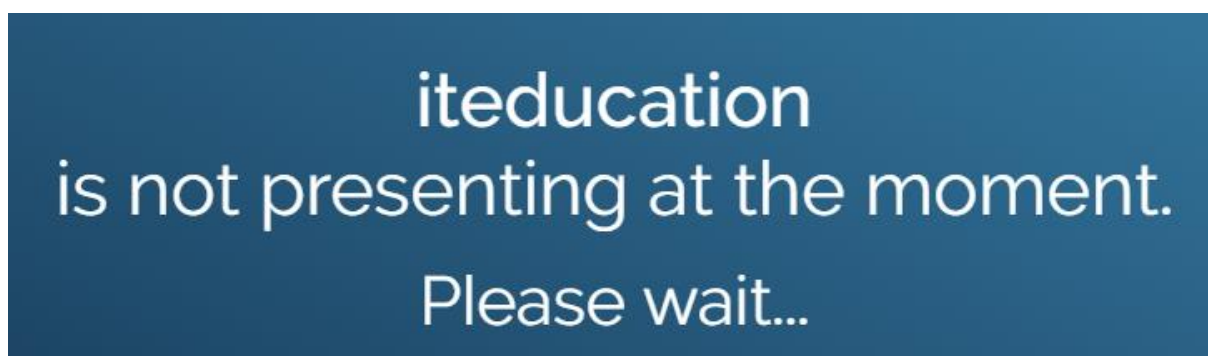 iteducation
is not presenting at the moment.
Please wait...